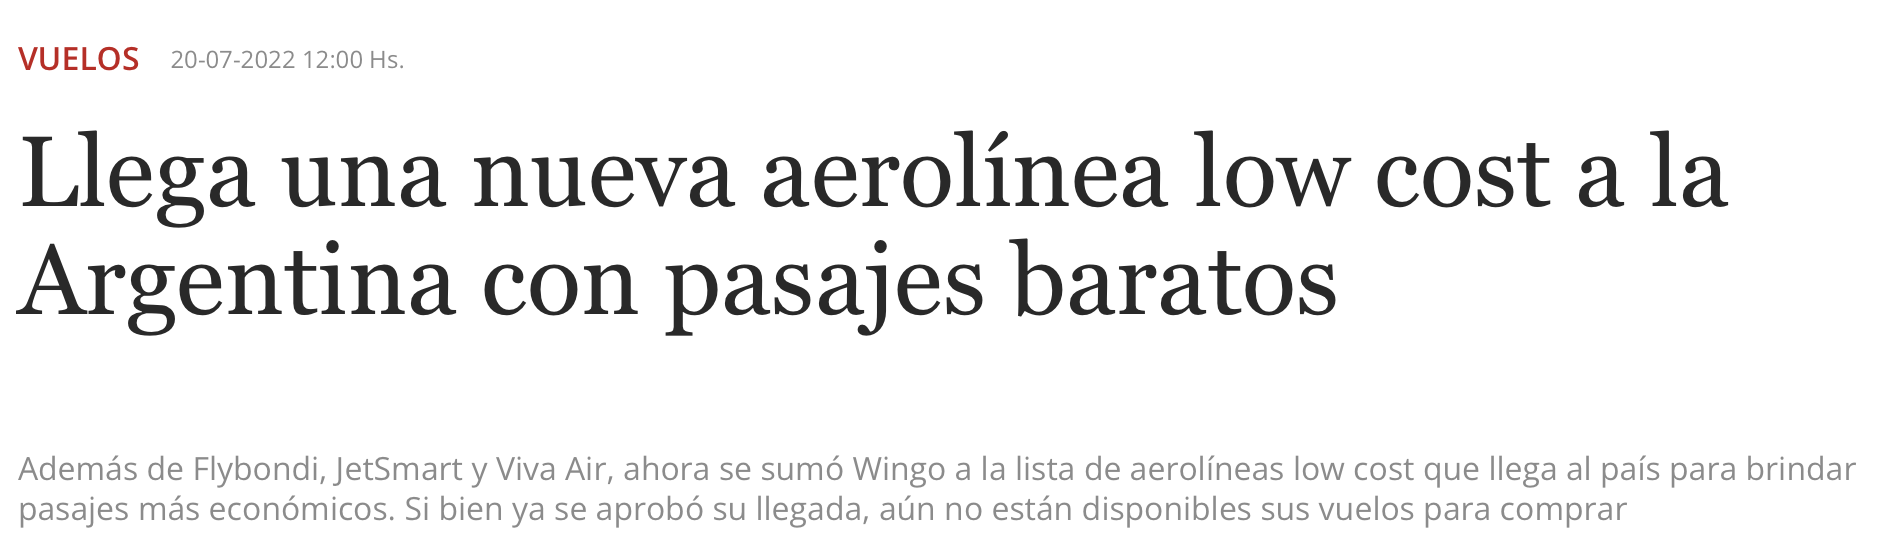 VUELOS 20-07-2022 12:00 Hs.
Llega una nueva aerolínea low cost a la
Argentina con pasajes baratos
Además de Flybondi, JetSmart y Viva Air, ahora se sumó Wingo a la lista de aerolíneas low cost que llega al país para brindar
pasajes más económicos. Si bien ya se aprobó su llegada, aún no están disponibles sus vuelos para comprar